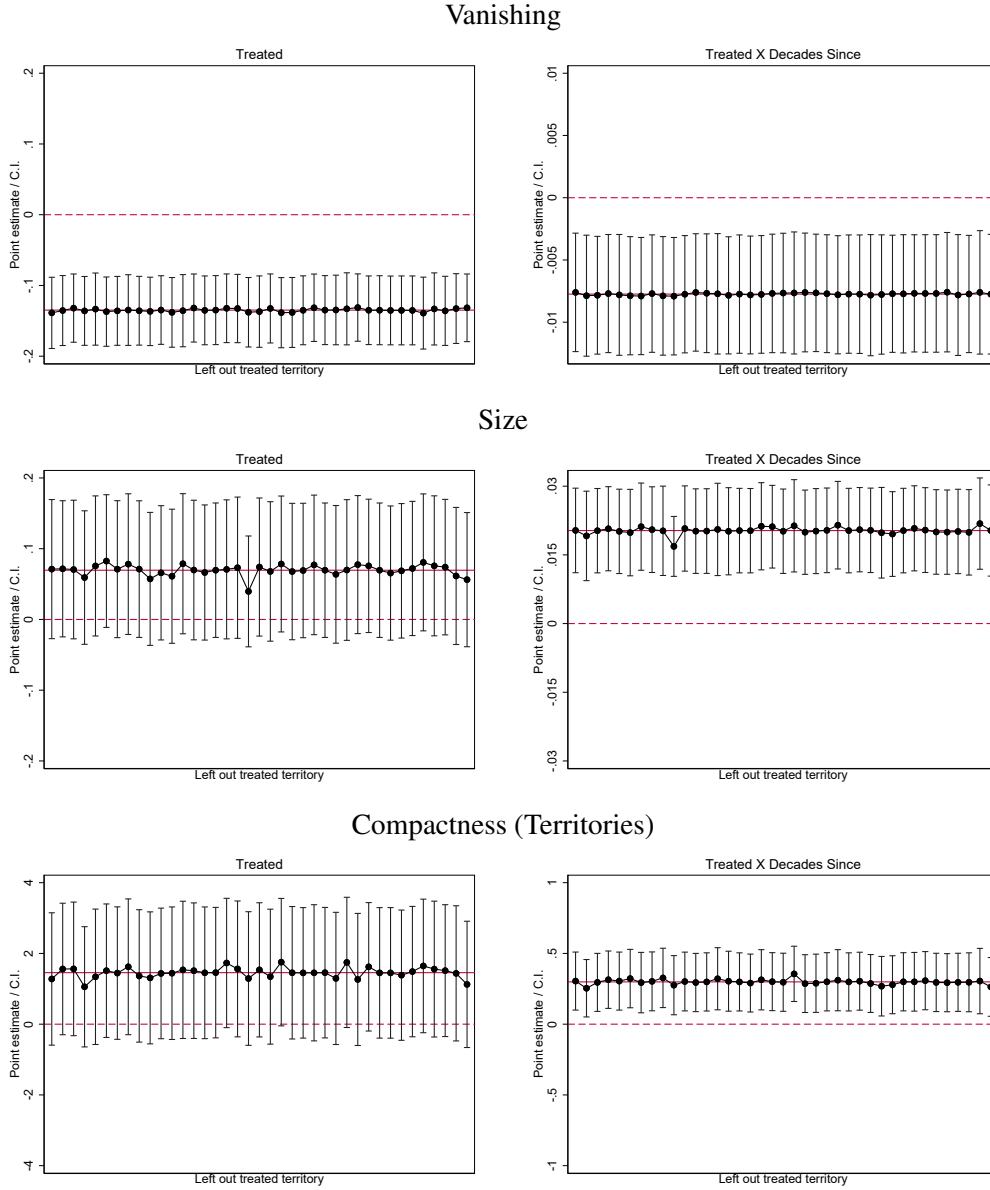 Vanishing
Treated
Point estimate / C.I.
.2
.1
0
-.1
-.2
Left out treated territory
Treated X Decades Since
Point estimate / C.I.
.01
.005
0
-.005
-.01
Left out treated territory
Size
Treated
Point estimate / C.I.
.2
.1
0
-.1
-.2
Left out treated territory
Treated X Decades Since
Point estimate / C.I.
.03
.015
0
-.015
-.03
Left out treated territory
Compactness (Territories)
Treated
Point estimate / C.I.
4
2
0
-2
-4
Left out treated territory
Treated X Decades Since
Point estimate / C.I.
1
.5
0
-.5
-1
Left out treated territory